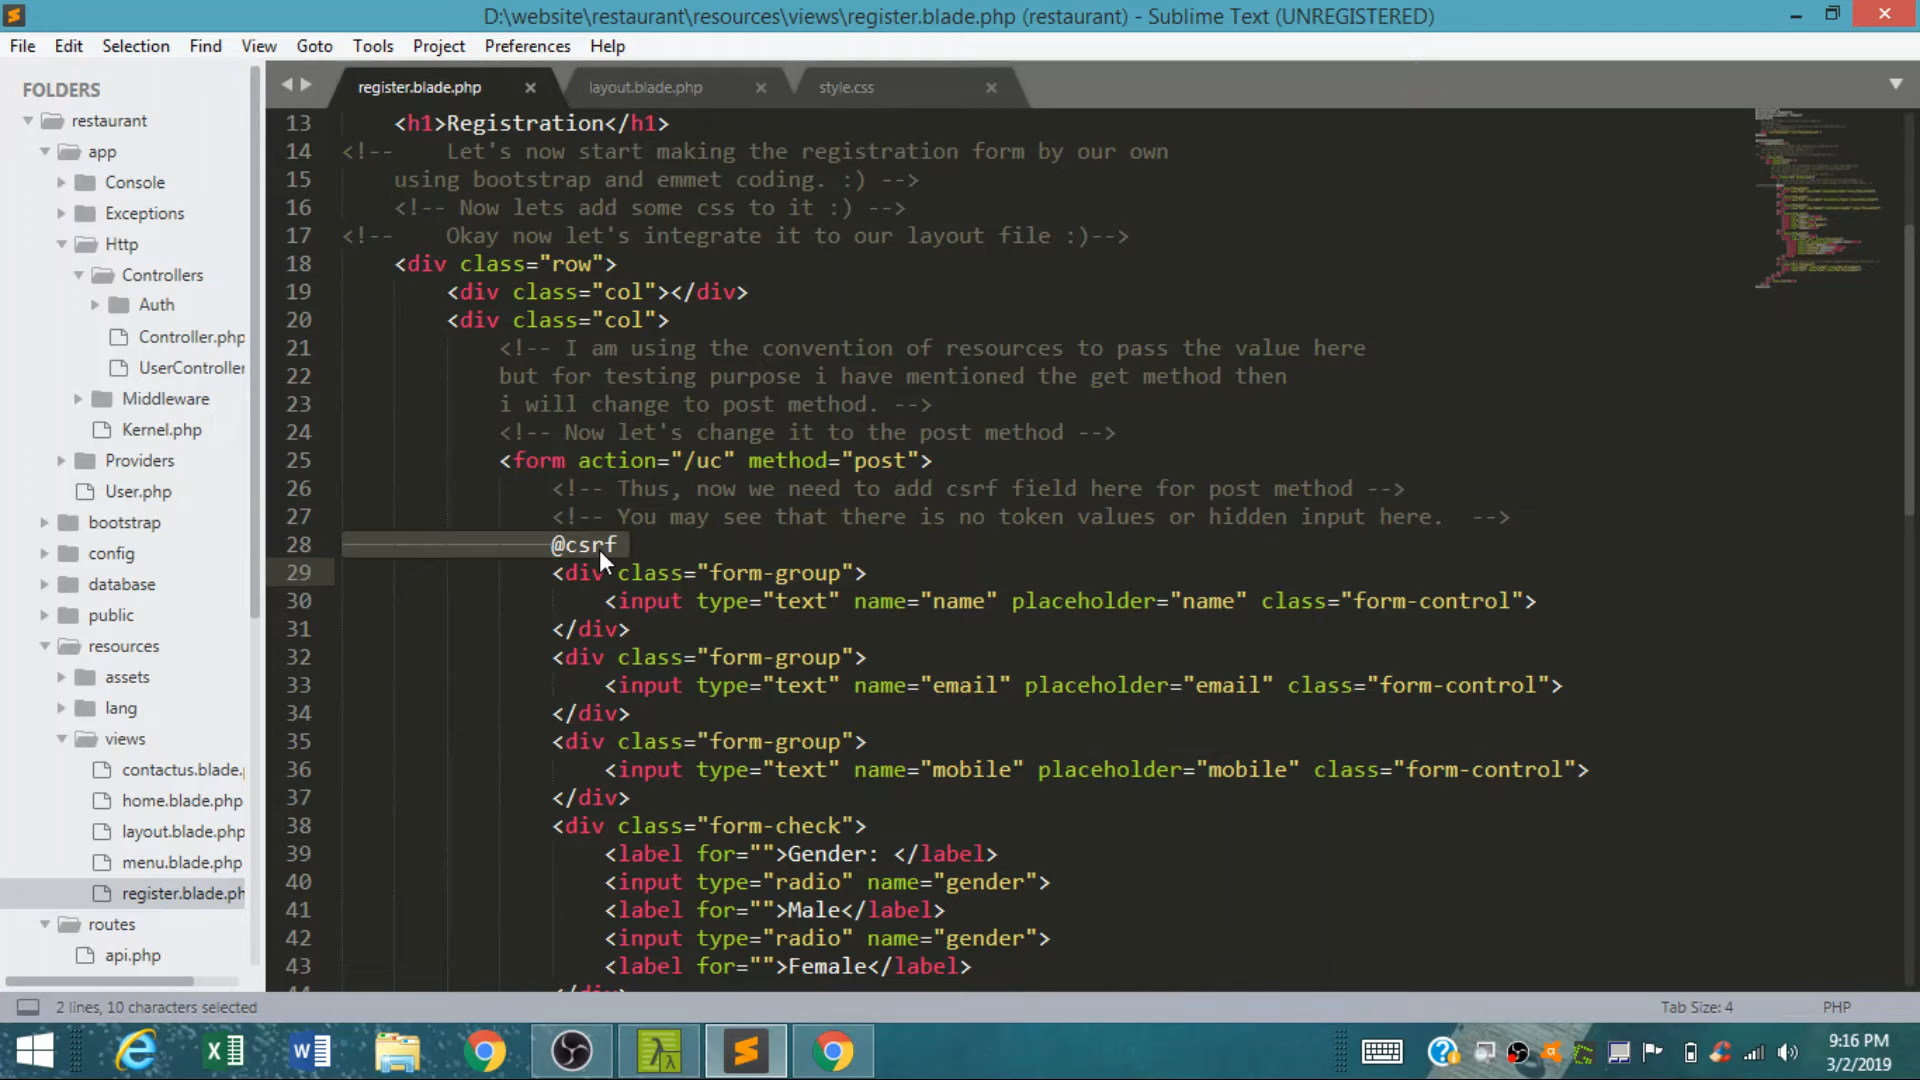 D:\website\restaurant\resources\views\register.blade.php (restaurant) - Sublime Text (UNREGISTERED)
File Edit Selection Find View Goto Tools Project Preferences Help
FOLDERS
restaurant
app
Console
Exceptions
Http
Controllers
Auth
Controller.php
UserController
Middleware
Kernel.php
Providers
User.php
bootstrap
config
database
public
resources
assets
lang
views
contactus.blade.
home.blade.php
layout.blade.php
menu.blade.php
register.blade.ph
routes
api.php
register.blade.php layout.blade.php style.css
13 <h1>Registration</h1>
14 <!-- Let's now start making the registration form by our own
15 using bootstrap and emmet coding. :) -->
16 <!-- Now lets add some css to it :) -->
17 <!-- Okay now let's integrate it to our layout file :)-->
18 <div class="row">
19 <div class="col"></div>
20 <div class="col">
21 <!-- I am using the convention of resources to pass the value here
22 but for testing purpose i have mentioned the get method then
23 i will change to post method. -->
24 <!-- Now let's change it to the post method -->
25 <form action="/uc" method="post">
26 <!-- Thus, now we need to add csrf field here for post method -->
27 <!-- You may see that there is no token values or hidden input here. -->
28 @csrf
29 <div class="form-group">
30 <input type="text" name="name" placeholder="name" class="form-control">
31 </div>
32 <div class="form-group">
33 <input type="text" name="email" placeholder="email" class="form-control">
34 </div>
35 <div class="form-group">
36 <input type="text" name="mobile" placeholder="mobile" class="form-control">
37 </div>
38 <div class="form-check">
39 <label for="">Gender: </label>
40 <input type="radio" name="gender">
41 <label for="">Male</label>
42 <input type="radio" name="gender">
43 <label for="">Female</label>
2 lines, 10 characters selected
Tab Size: 4 PHP
9:16 PM
3/2/2019